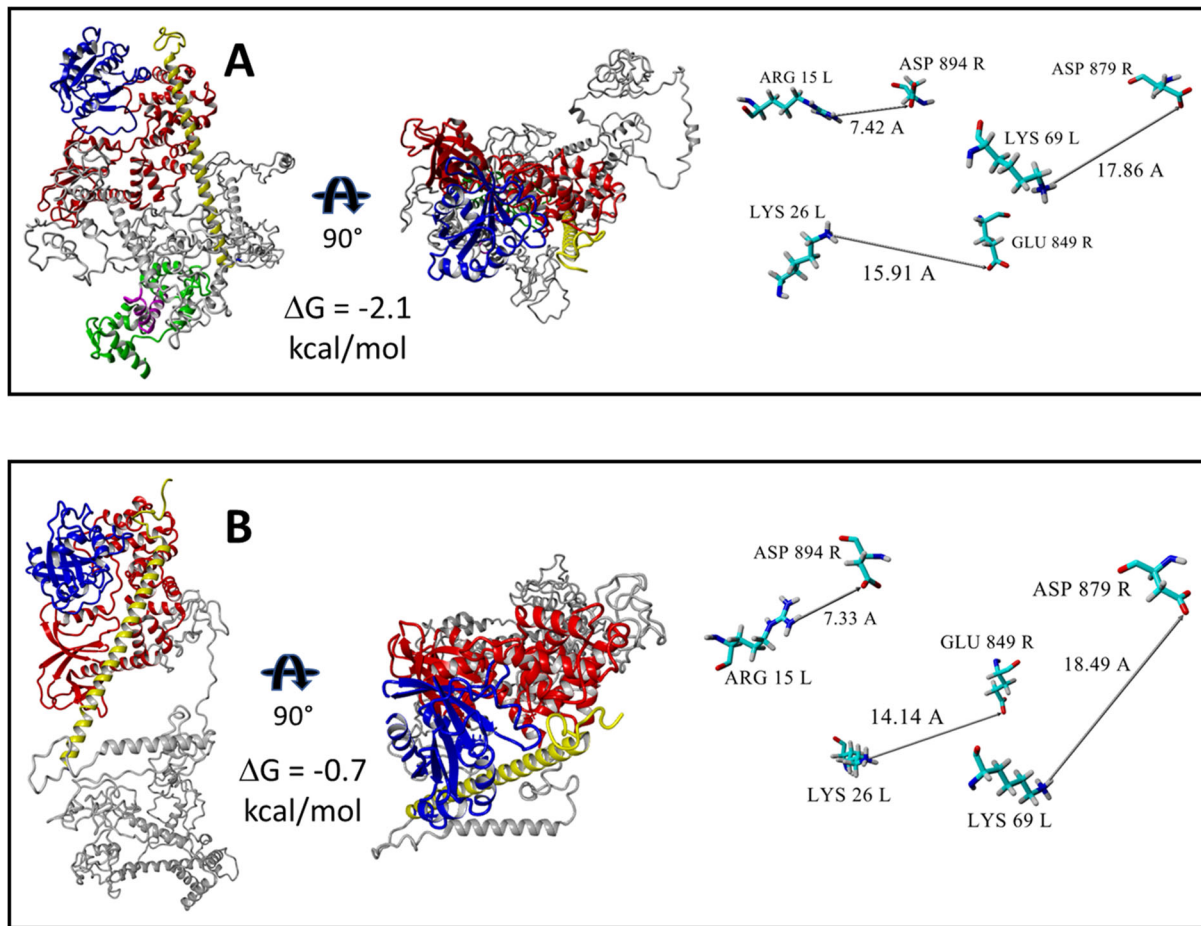 A
90°
ΔG = -2.1
kcal/mol
ARG 15 L
ASP 894 R
7.42 A
ASP 879 R
LYS 69 L
17.86 A
LYS 26 L
GLU 849 R
15.91 A
B
90°
ΔG = -0.7
kcal/mol
ASP 894 R
7.33 A
ARG 15 L
ASP 879 R
GLU 849 R
18.49 A
14.14 A
LYS 26 L
LYS 69 L